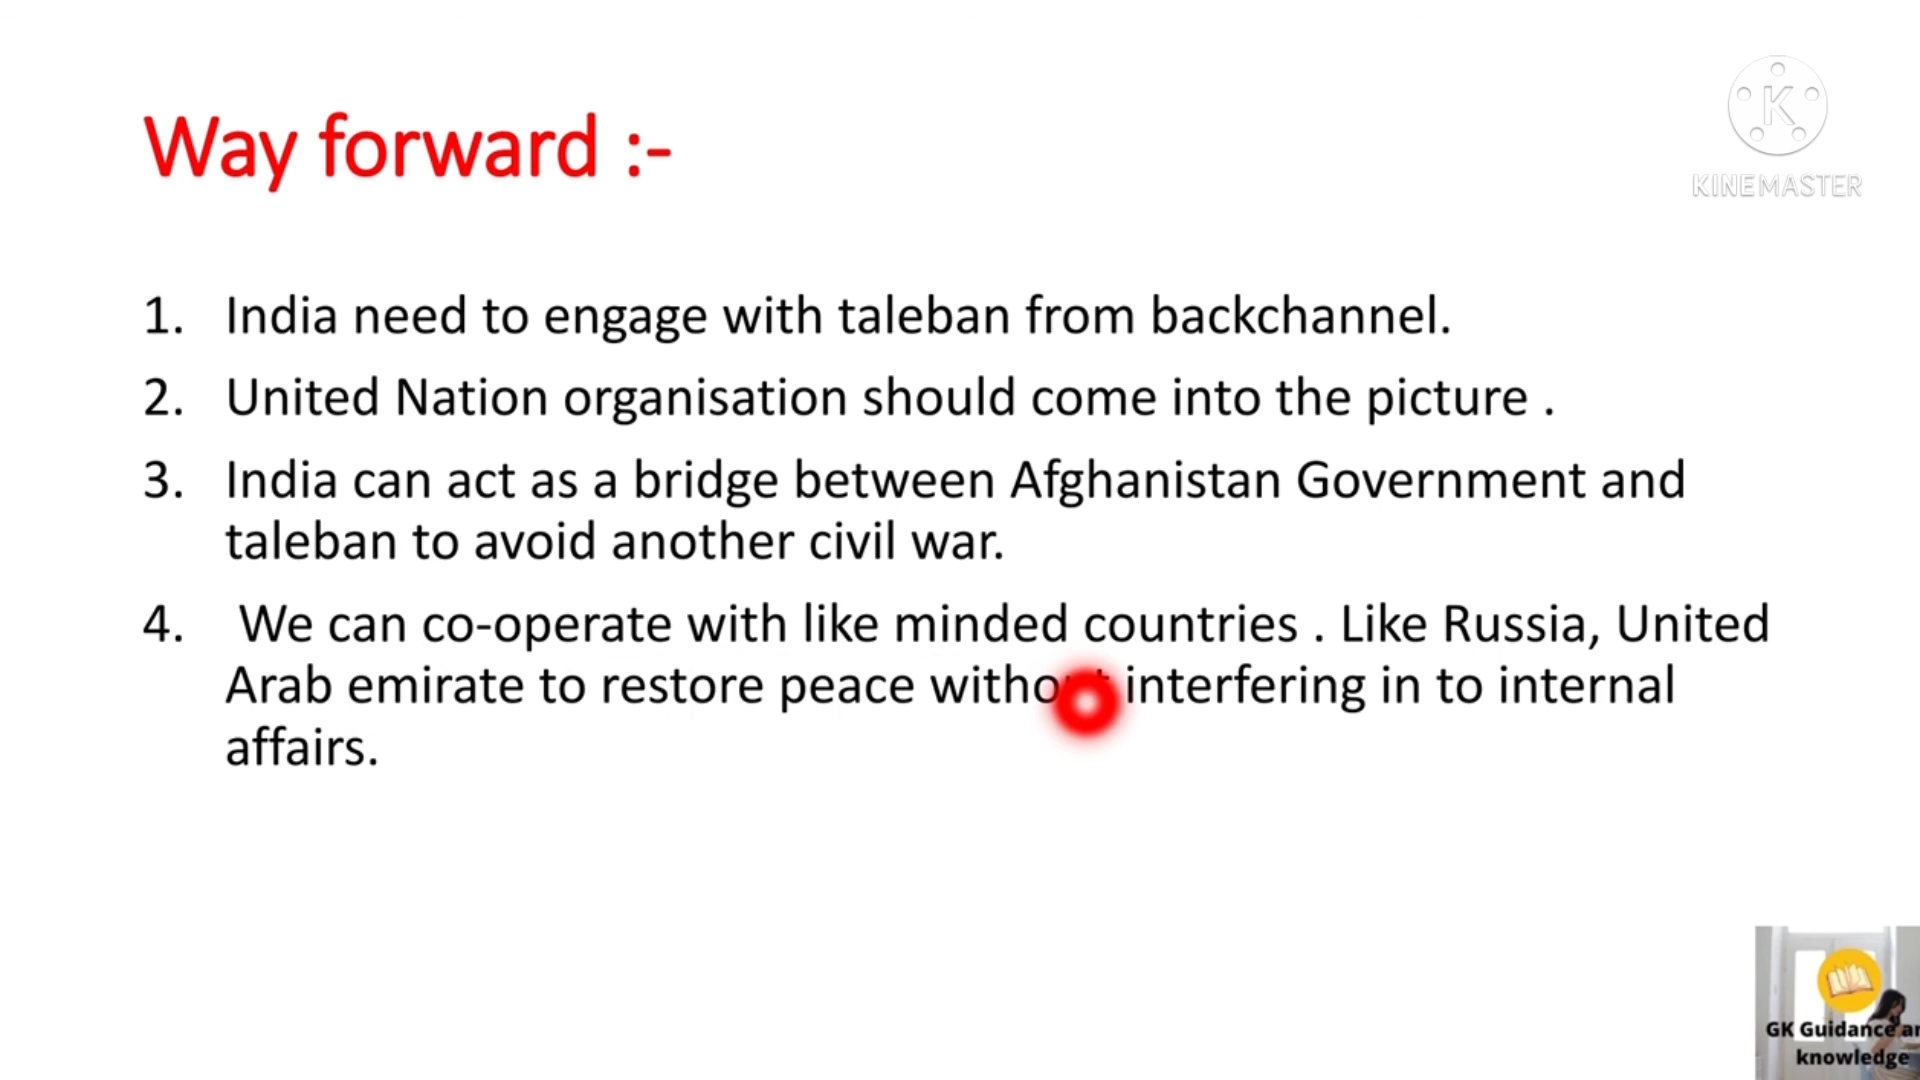 Way forward :-
KINEMASTER
1. India need to engage with taleban from backchannel.
2. United Nation organisation should come into the picture .
3. India can act as a bridge between Afghanistan Government and
taleban to avoid another civil war.
4. We can co-operate with like minded countries . Like Russia, United
Arab emirate to restore peace without interfering in to internal
affairs.
GK Guidance
knowledge